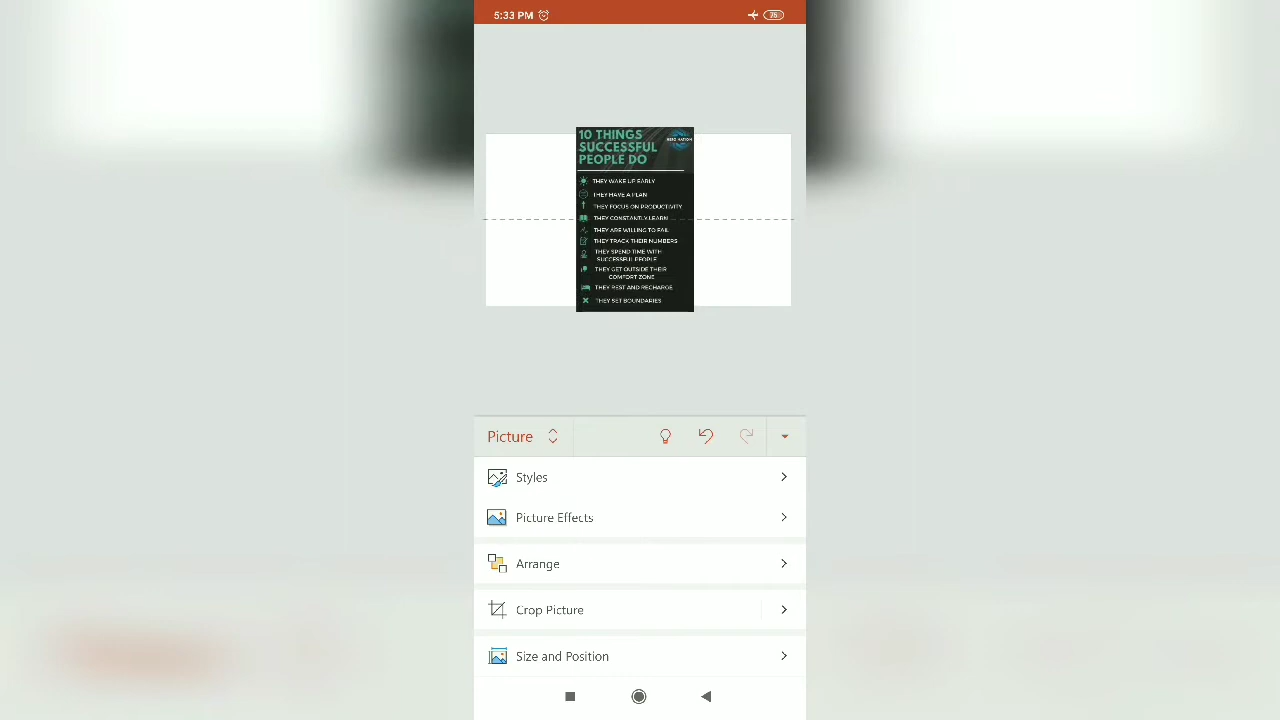 5:33 PM
75
10 THINGS
SUCCESSFUL
PEOPLE DO
HERO NATION
THEY WAKE UP EARLY
THEY HAVE A PLAN
THEY FOCUS ON PRODUCTIVITY
THEY CONSTANTLY LEARN
THEY ARE WILLING TO FAIL
THEY TRACK THEIR NUMBERS
THEY SPEND TIME WITH
SUCCESSFUL PEOPLE
THEY GET OUTSIDE THEIR
COMFORT ZONE
THEY REST AND RECHARGE
THEY SET BOUNDARIES
Picture
Styles
Picture Effects
Arrange
Crop Picture
Size and Position